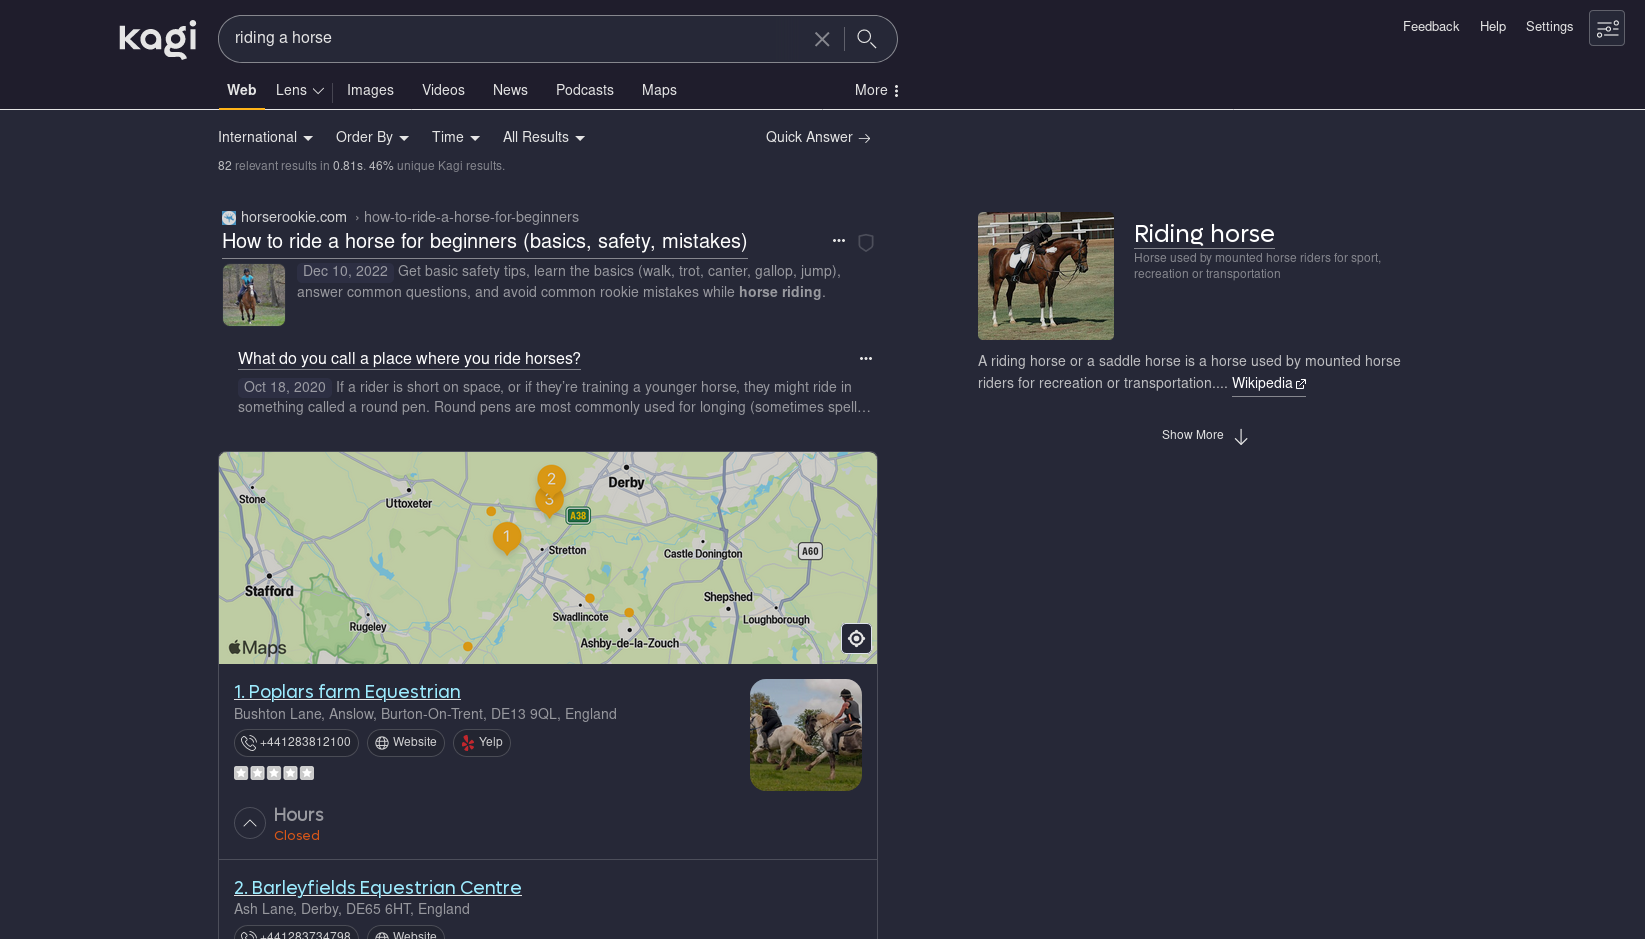 kagi
riding a horse
Feedback Help Settings
Web Lens Images Videos News Podcasts Maps More
International Order By Time All Results Quick Answer →
82 relevant results in 0.81s. 46% unique Kagi results.
horserookie.com › how-to-ride-a-horse-for-beginners
How to ride a horse for beginners (basics, safety, mistakes)
Dec 10, 2022 Get basic safety tips, learn the basics (walk, trot, canter, gallop, jump),
answer common questions, and avoid common rookie mistakes while horse riding.
What do you call a place where you ride horses?
Oct 18, 2020 If a rider is short on space, or if they're training a younger horse, they might ride in
something called a round pen. Round pens are most commonly used for longing (sometimes spell…
Riding horse
Horse used by mounted horse riders for sport,
recreation or transportation
A riding horse or a saddle horse is a horse used by mounted horse
riders for recreation or transportation.... Wikipedia
Show More
Derby
2
Stone
Uttoxeter
3
A38
1
Stretton
Castle Donington
A60
Stafford
Shepshed
Swadlincote
Loughborough
Rugeley
Ashby-de-la-Zouch
Maps
1. Poplars farm Equestrian
Bushton Lane, Anslow, Burton-On-Trent, DE13 9QL, England
+441283812100 Website Yelp
Hours
Closed
2. Barleyfields Equestrian Centre
Ash Lane, Derby, DE65 6HT, England
+441283734798 Website